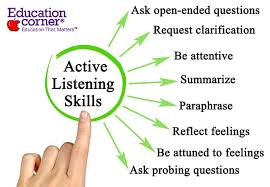 Education
corner®
Education That Matters™
Active
Listening
Skills
Ask open-ended questions
Request clarification
Be attentive
Summarize
Paraphrase
Reflect feelings
Be attuned to feelings
Ask probing questions